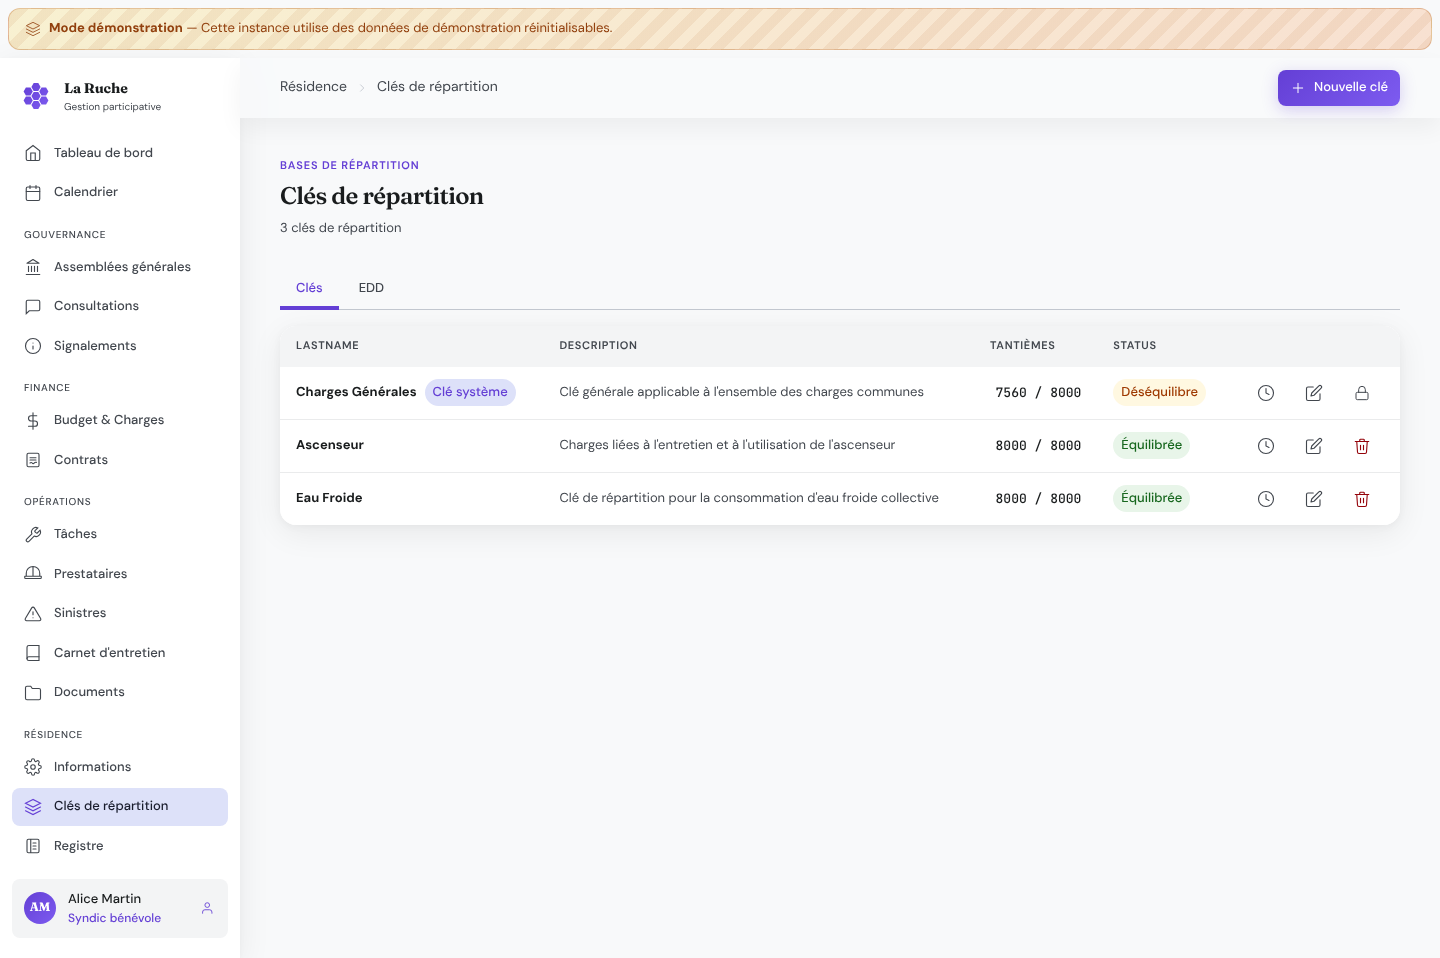 Mode démonstration — Cette instance utilise des données de démonstration réinitialisables.
La Ruche
Gestion participative
Tableau de bord
Calendrier
GOUVERNANCE
Assemblées générales
Consultations
Signalements
FINANCE
Budget & Charges
Contrats
OPÉRATIONS
Tâches
Prestataires
Sinistres
Carnet d'entretien
Documents
RÉSIDENCE
Informations
Clés de répartition
Registre
AM
Alice Martin
Syndic bénévole
Résidence
Clés de répartition
Nouvelle clé
BASES DE RÉPARTITION
Clés de répartition
3 clés de répartition
Clés EDD
LASTNAME DESCRIPTION TANTIÈMES STATUS
Charges Générales Clé système Clé générale applicable à l'ensemble des charges communes 7560 / 8000 Déséquilibre
Ascenseur Charges liées à l'entretien et à l'utilisation de l'ascenseur 8000 / 8000 Équilibrée
Eau Froide Clé de répartition pour la consommation d'eau froide collective 8000 / 8000 Équilibrée